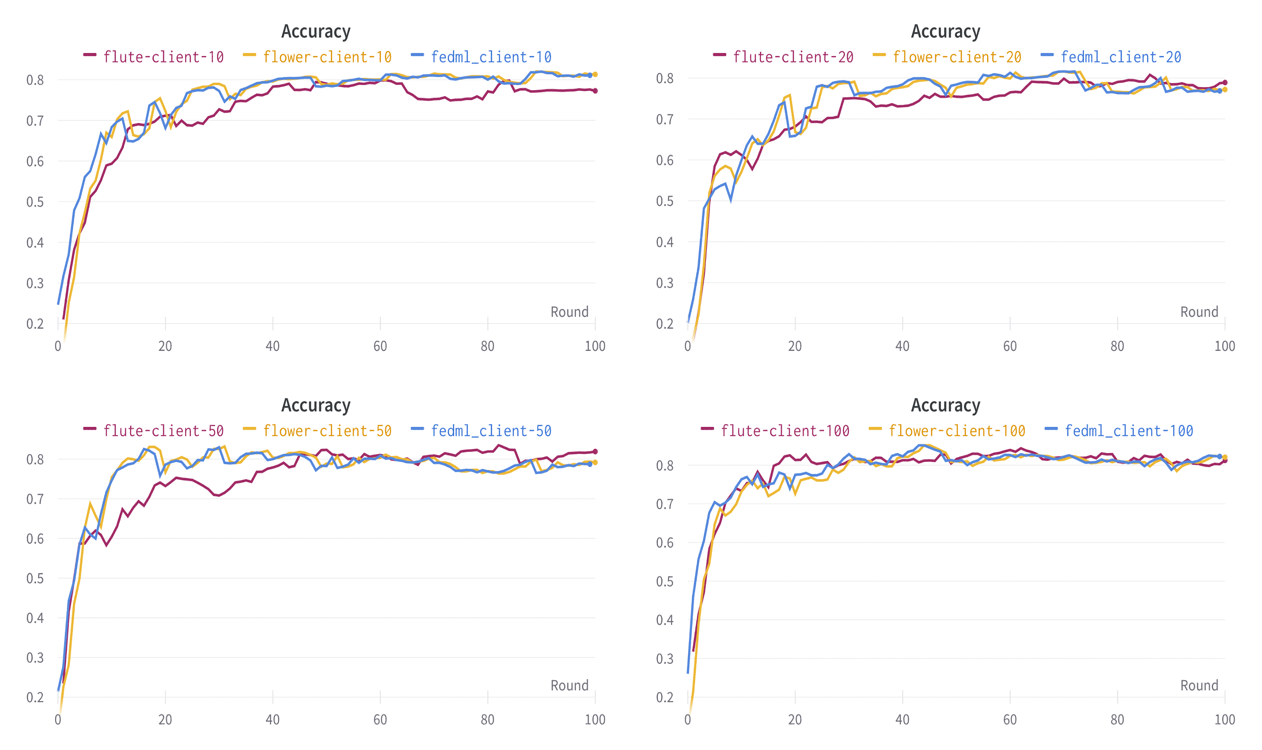 Accuracy
flute-client-10 flower-client-10 fedml_client-10
0.8
0.7
0.6
0.5
0.4
0.3
0.2
Round
0 20 40 60 80 100
Accuracy
flute-client-20 flower-client-20 fedml_client-20
0.8
0.7
0.6
0.5
0.4
0.3
0.2
Round
0 20 40 60 80 100
Accuracy
flute-client-50 flower-client-50 fedml_client-50
0.8
0.7
0.6
0.5
0.4
0.3
0.2
Round
0 20 40 60 80 100
Accuracy
flute-client-100 flower-client-100 fedml_client-100
0.8
0.7
0.6
0.5
0.4
0.3
0.2
Round
0 20 40 60 80 100